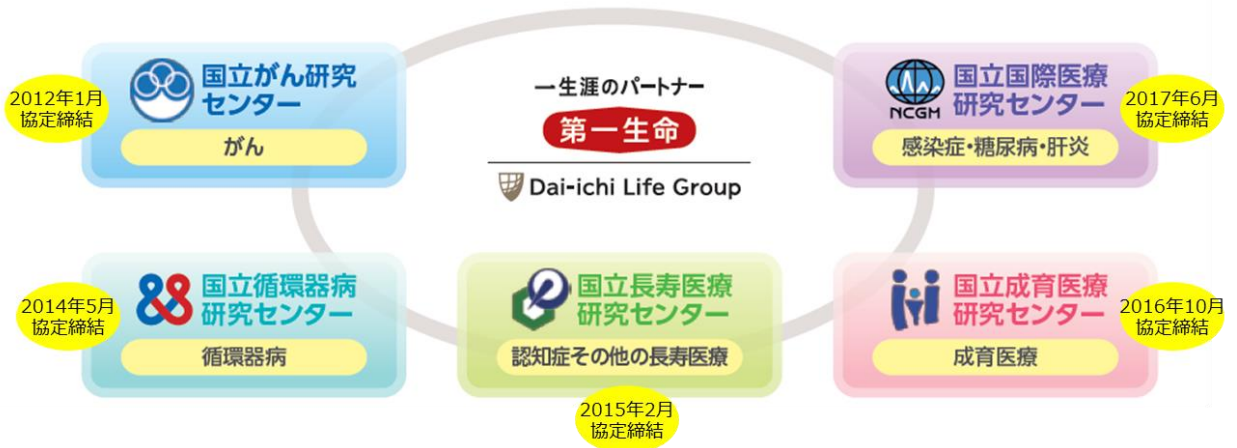 2012年1月
協定締結
国立がん研究
センター
がん
一生涯のパートナー
第一生命
Dai-ichi Life Group
NCGM
国立国際医療
研究センター
感染症・糖尿病・肝炎
2017年6月
協定締結
2014年5月
協定締結
国立循環器病
研究センター
循環器病
国立長寿医療
研究センター
認知症その他の長寿医療
2015年2月
協定締結
国立成育医療
研究センター
成育医療
2016年10月
協定締結